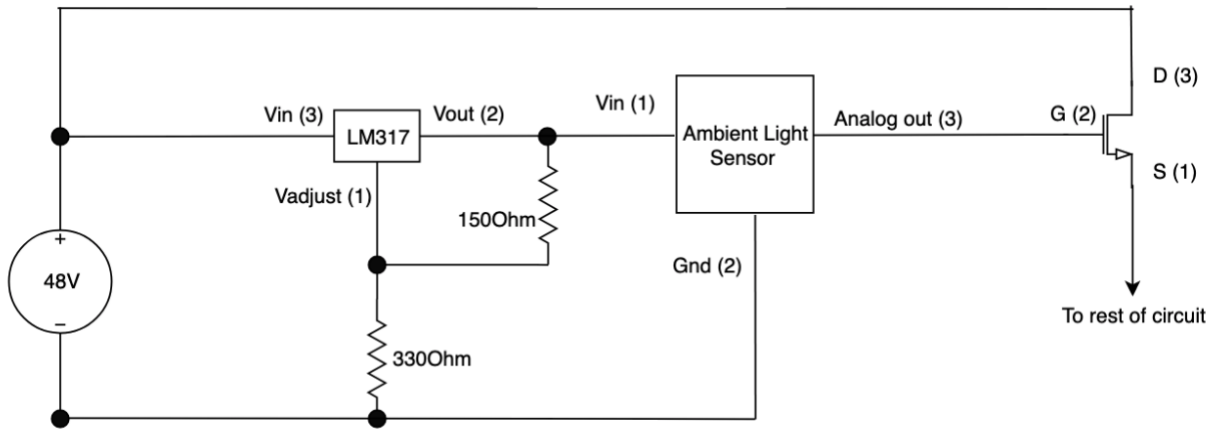 D (3)
Vin (3)
LM317
Vout (2)
Vin (1)
Ambient Light
Sensor
Analog out (3)
G (2)
S (1)
Vadjust (1)
150Ohm
Gnd (2)
+
48V
−
To rest of circuit
330Ohm